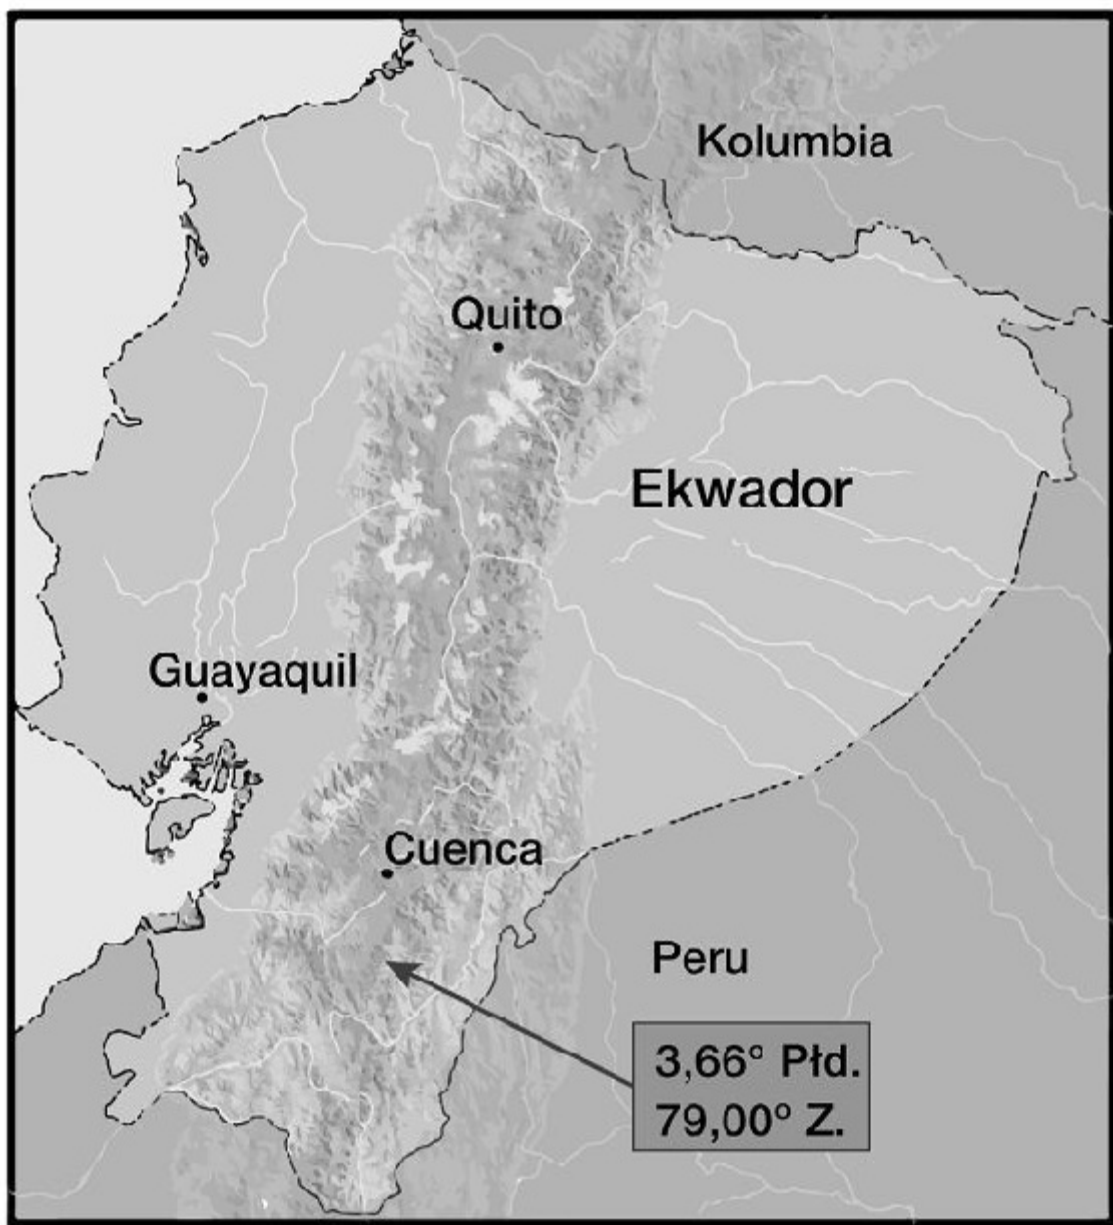 Kolumbia
Quito
Ekwador
Guayaquil
Cuenca
Peru
3,66° Płd.
79,00° Z.